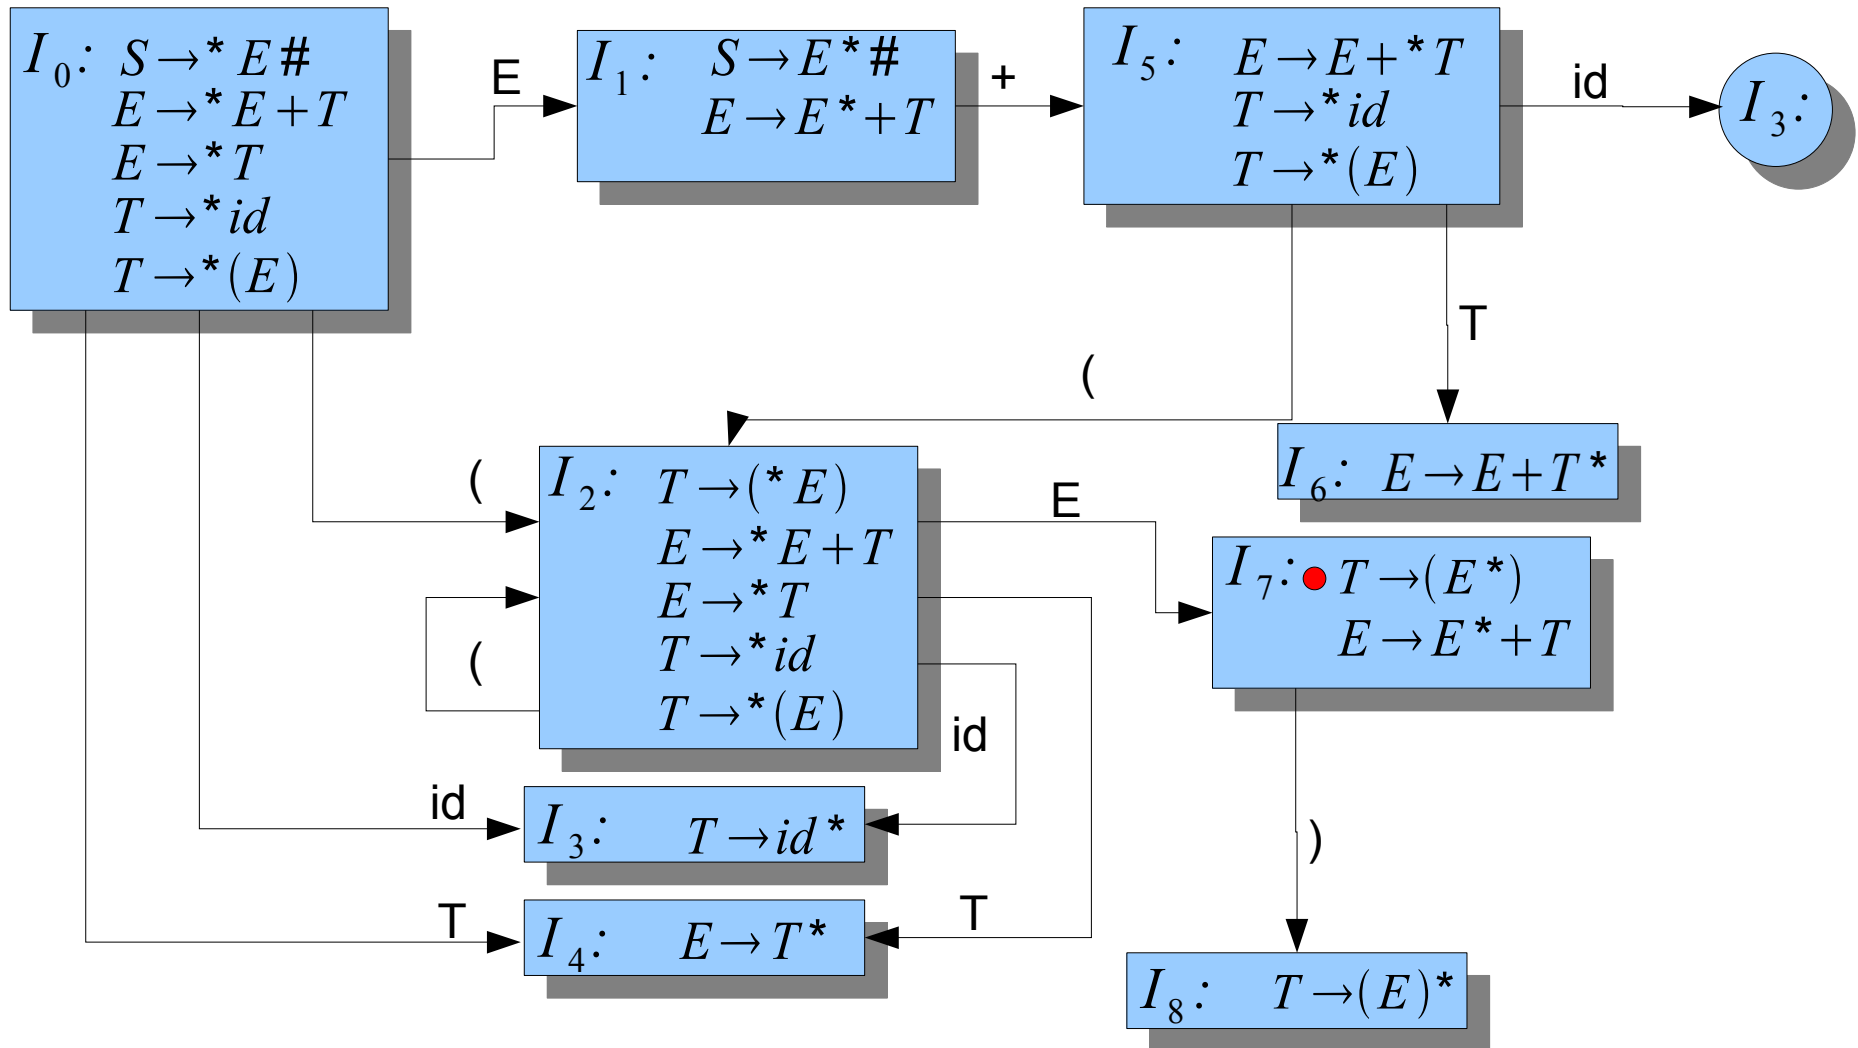 I0: S→* E #
E→* E+T
E→* T
T→* id
T→* (E)
E
I1: S→E * #
E→E *+T
+
I5: E→E+* T
T→* id
T→* (E)
id
I3:
(
T
I6: E→E+T *
(
I2: T→(* E)
E→* E+T
E→* T
T→* id
T→* (E)
(
E
I7: T→(E *)
E→E *+T
id
id
I3: T→id *
T
I4: E→T *
T
)
I8: T→(E) *